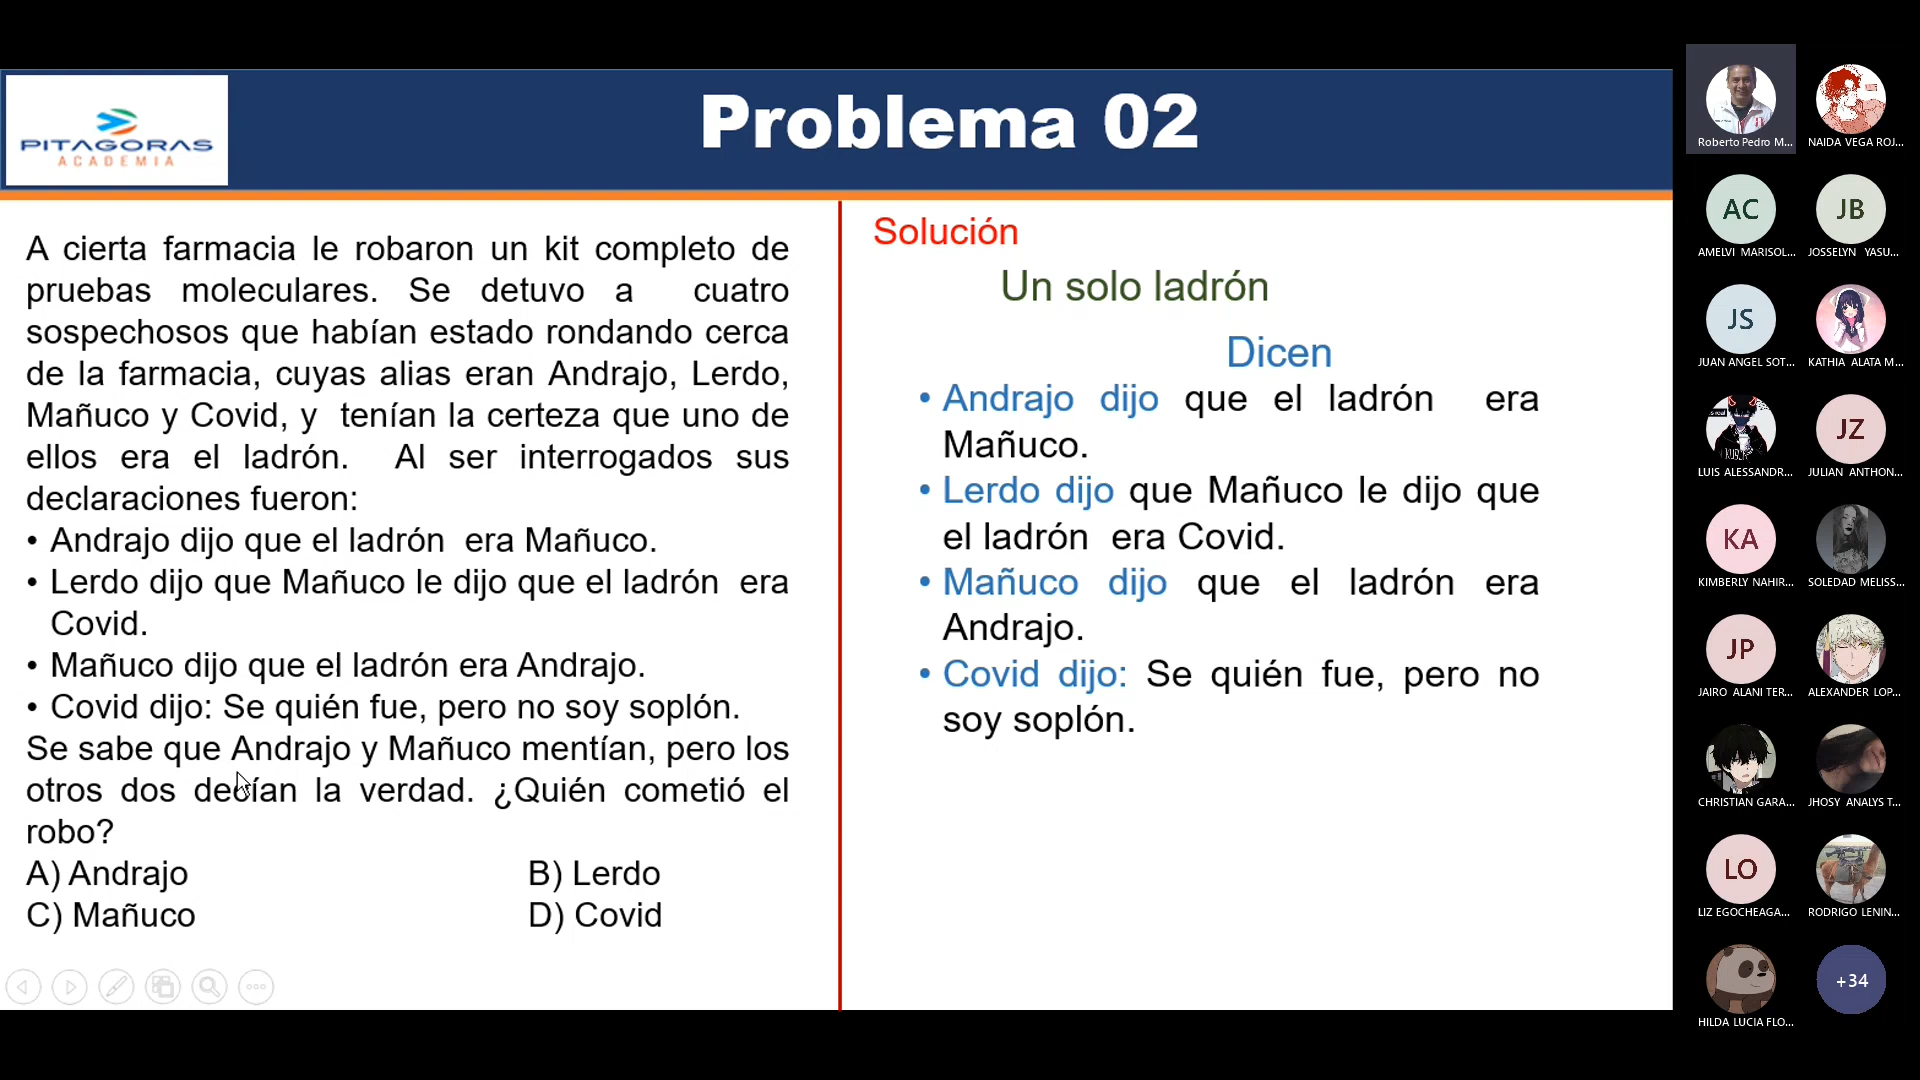 PITAGORAS
ACADEMIA
Problema 02
A cierta farmacia le robaron un kit completo de
pruebas moleculares. Se detuvo a cuatro
sospechosos que habían estado rondando cerca
de la farmacia, cuyas alias eran Andrajo, Lerdo,
Mañuco y Covid, y tenían la certeza que uno de
ellos era el ladrón. Al ser interrogados sus
declaraciones fueron:
• Andrajo dijo que el ladrón era Mañuco.
• Lerdo dijo que Mañuco le dijo que el ladrón era
Covid.
• Mañuco dijo que el ladrón era Andrajo.
• Covid dijo: Se quién fue, pero no soy soplón.
Se sabe que Andrajo y Mañuco mentían, pero los
otros dos decían la verdad. ¿Quién cometió el
robo?
A) Andrajo B) Lerdo
C) Mañuco D) Covid
Solución
Un solo ladrón
Dicen
• Andrajo dijo que el ladrón era
Mañuco.
• Lerdo dijo que Mañuco le dijo que
el ladrón era Covid.
• Mañuco dijo que el ladrón era
Andrajo.
• Covid dijo: Se quién fue, pero no
soy soplón.
Roberto Pedro M... NAIDA VEGA ROJ...
AC JB
AMELVI MARISOL... JOSSELYN YASU...
JS
JUAN ANGEL SOT... KATHIA ALATA M...
JZ
LUIS ALESSANDR... JULIAN ANTHON...
KA
KIMBERLY NAHIR... SOLEDAD MELISS...
JP
JAIRO ALANI TER... ALEXANDER LOP...
CHRISTIAN GARA... JHOSY ANALYS T...
LO
LIZ EGOCHEAGA... RODRIGO LENIN...
+34
HILDA LUCIA FLO...